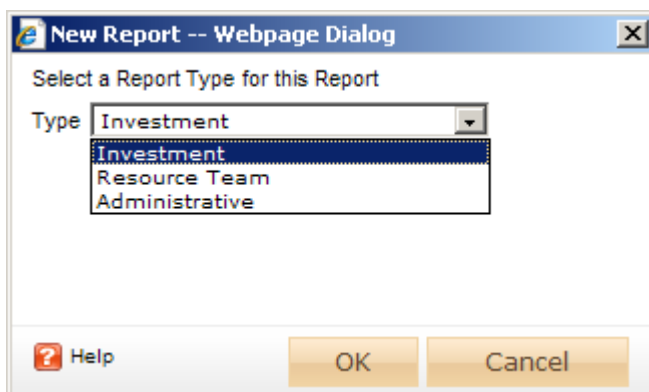 New Report -- Webpage Dialog
Select a Report Type for this Report
Type Investment
Investment
Resource Team
Administrative
? Help OK Cancel